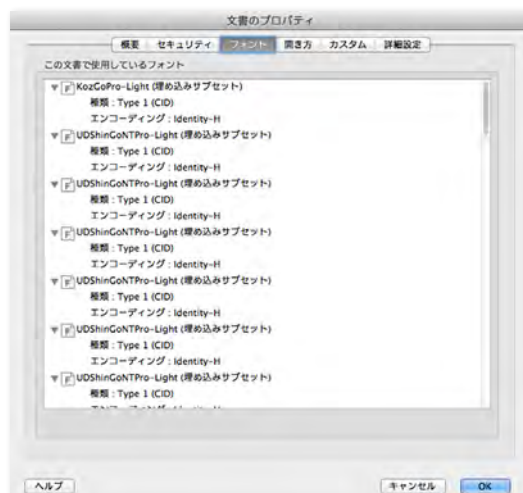 文書のプロパティ
概要 セキュリティ フォント 開き方 カスタム 詳細設定
この文書で使用しているフォント
KozGoPro-Light (埋め込みサブセット)
種類 : Type 1 (CID)
エンコーディング : Identity-H
UDShinGoNTPro-Light (埋め込みサブセット)
種類 : Type 1 (CID)
エンコーディング : Identity-H
UDShinGoNTPro-Light (埋め込みサブセット)
種類 : Type 1 (CID)
エンコーディング : Identity-H
UDShinGoNTPro-Light (埋め込みサブセット)
種類 : Type 1 (CID)
エンコーディング : Identity-H
UDShinGoNTPro-Light (埋め込みサブセット)
種類 : Type 1 (CID)
エンコーディング : Identity-H
UDShinGoNTPro-Light (埋め込みサブセット)
種類 : Type 1 (CID)
エンコーディング : Identity-H
UDShinGoNTPro-Light (埋め込みサブセット)
種類 : Type 1 (CID)
ヘルプ キャンセル OK